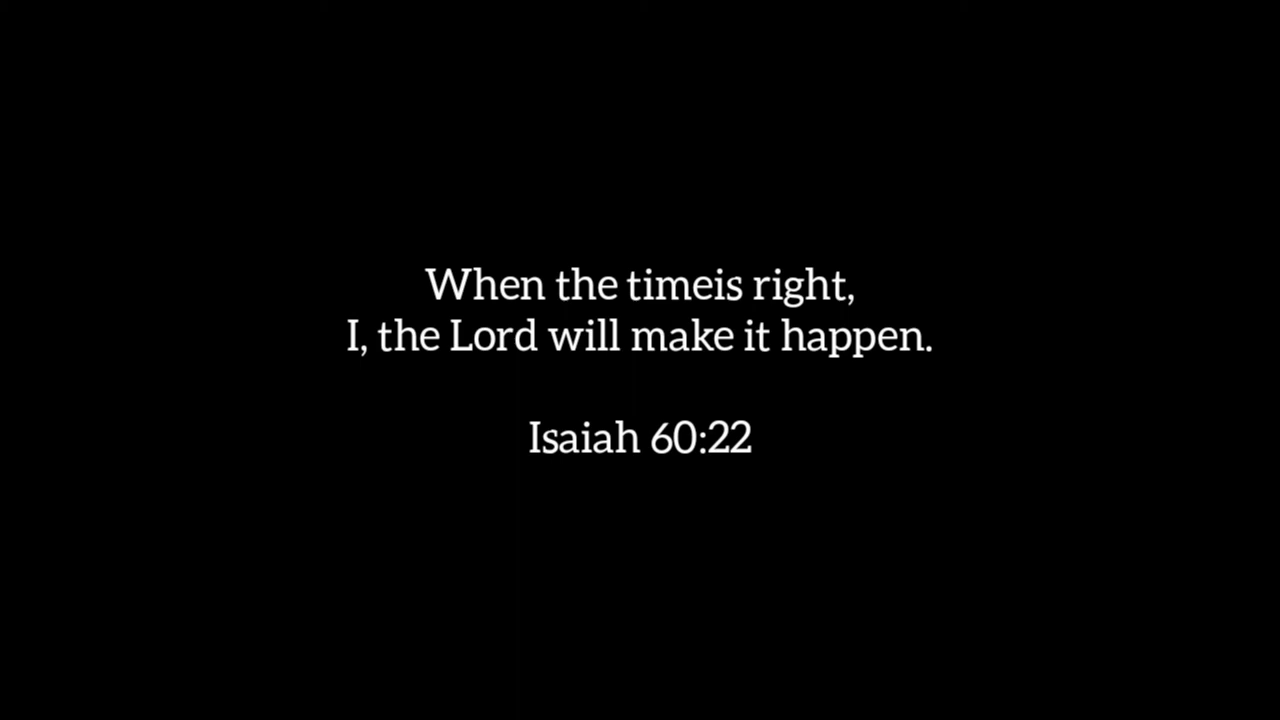 When the timeis right,
I, the Lord will make it happen.
Isaiah 60:22